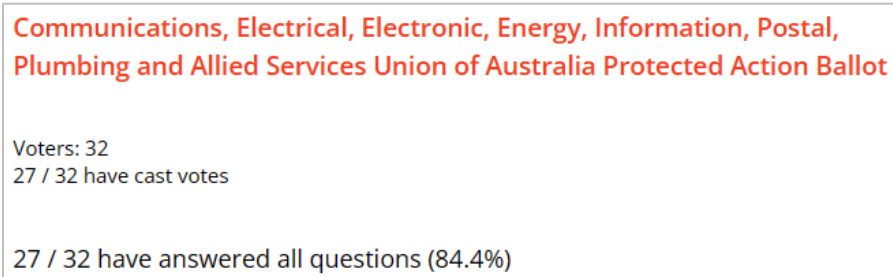 Communications, Electrical, Electronic, Energy, Information, Postal,
Plumbing and Allied Services Union of Australia Protected Action Ballot
Voters: 32
27 / 32 have cast votes
27 / 32 have answered all questions (84.4%)